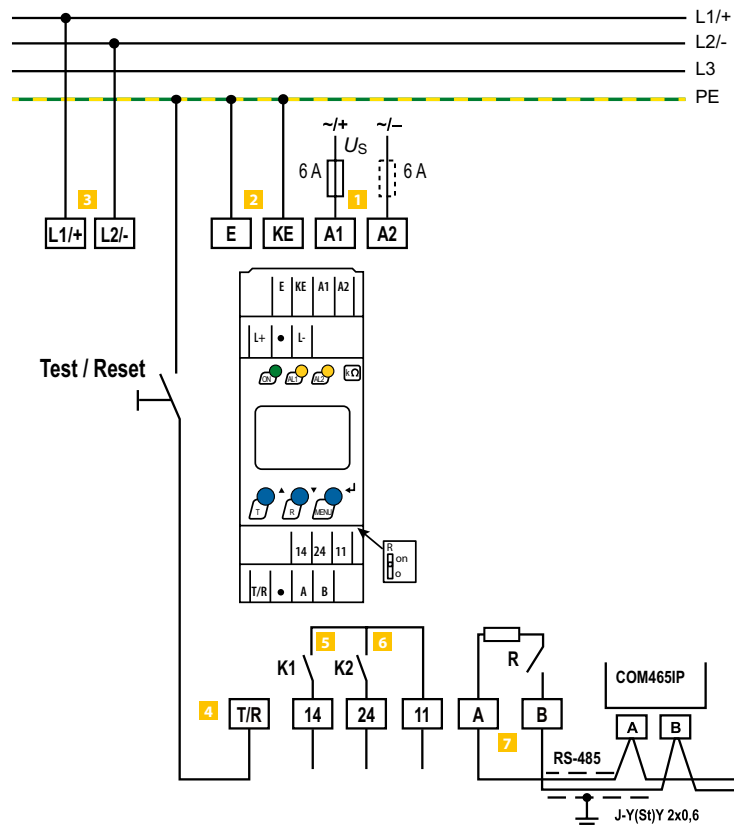 L1/+
L2/-
L3
PE
~/+ ~/–
US
6 A 6 A
3 2 1
L1/+ L2/- E KE A1 A2
E KE A1 A2
L+ • L-
Test / Reset
ON AL1 AL2 kΩ
T R MENU
14 24 11
R
on
o
T/R • A B
5 6
K1 K2 R
COM465IP
4 T/R 14 24 11 A B
A B
7
RS-485
J-Y(St)Y 2x0,6